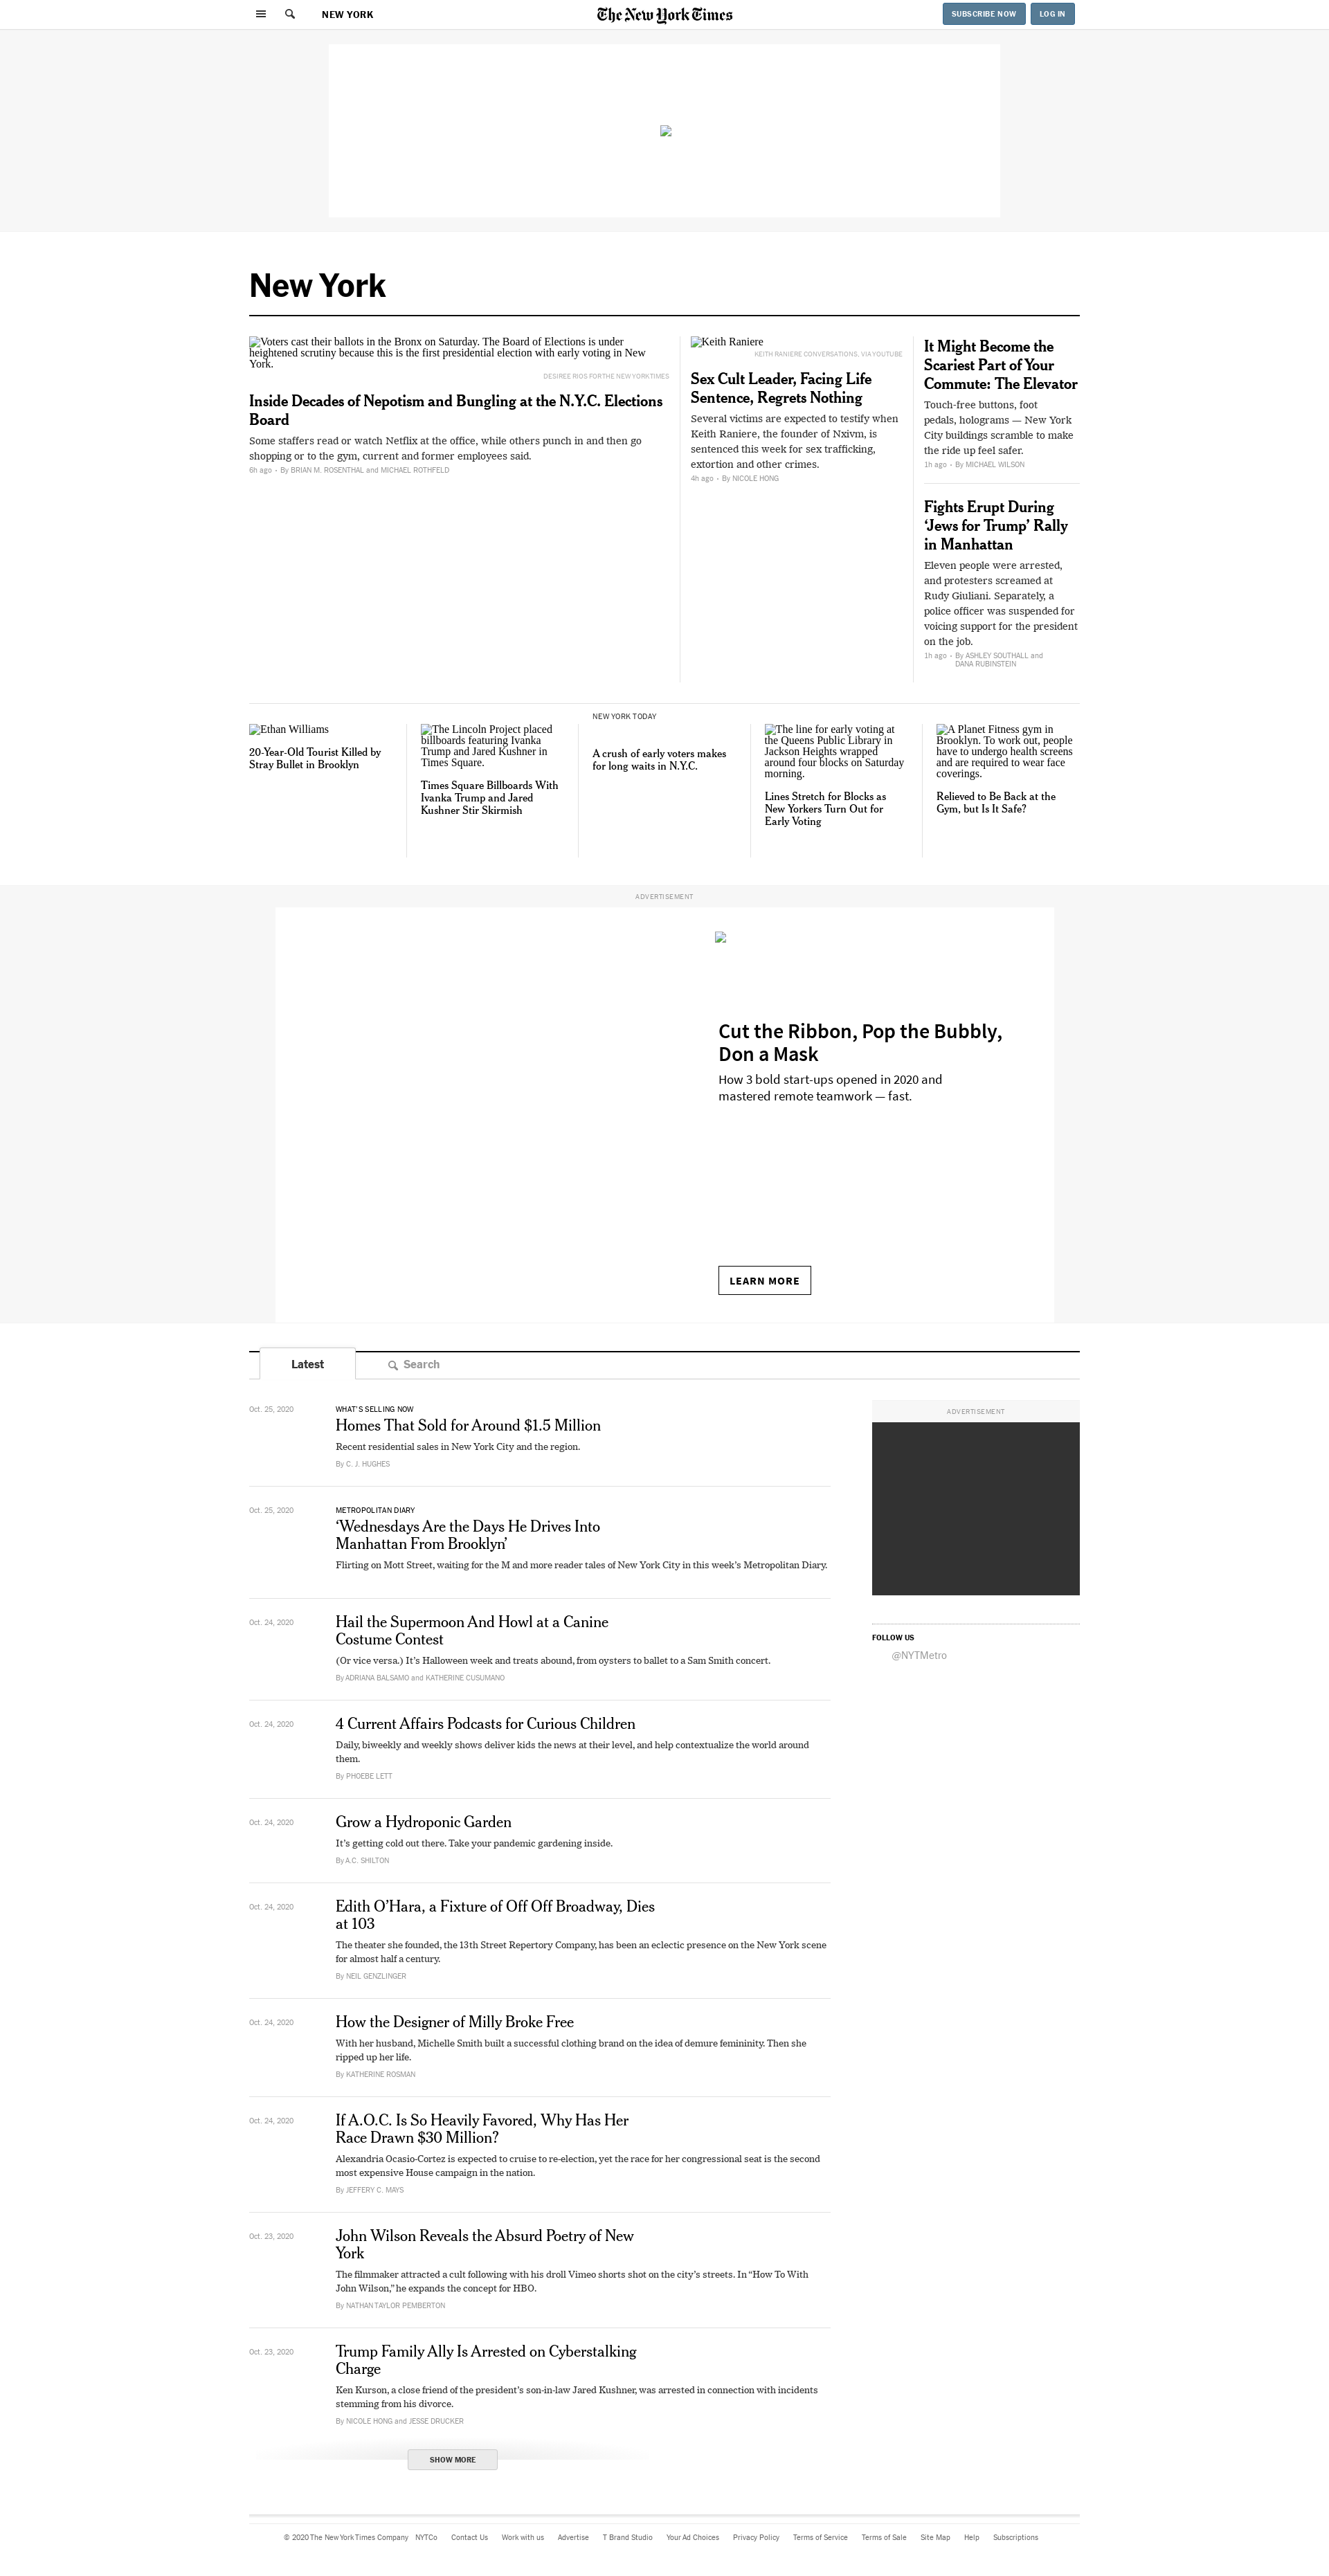 NEW YORK
The New York Times
SUBSCRIBE NOW
LOG IN
New York
Voters cast their ballots in the Bronx on Saturday. The Board of Elections is under
heightened scrutiny because this is the first presidential election with early voting in New
York.
DESIREE RIOS FOR THE NEW YORK TIMES
Inside Decades of Nepotism and Bungling at the N.Y.C. Elections
Board
Some staffers read or watch Netflix at the office, while others punch in and then go
shopping or to the gym, current and former employees said.
6h ago - By BRIAN M. ROSENTHAL and MICHAEL ROTHFELD
Keith Raniere
KEITH RANIERE CONVERSATIONS, VIA YOUTUBE
Sex Cult Leader, Facing Life
Sentence, Regrets Nothing
Several victims are expected to testify when
Keith Raniere, the founder of Nxivm, is
sentenced this week for sex trafficking,
extortion and other crimes.
4h ago - By NICOLE HONG
It Might Become the
Scariest Part of Your
Commute: The Elevator
Touch-free buttons, foot
pedals, holograms — New York
City buildings scramble to make
the ride up feel safer.
1h ago - By MICHAEL WILSON
Fights Erupt During
‘Jews for Trump’ Rally
in Manhattan
Eleven people were arrested,
and protesters screamed at
Rudy Giuliani. Separately, a
police officer was suspended for
voicing support for the president
on the job.
1h ago - By ASHLEY SOUTHALL and
DANA RUBINSTEIN
Ethan Williams
20-Year-Old Tourist Killed by
Stray Bullet in Brooklyn
The Lincoln Project placed
billboards featuring Ivanka
Trump and Jared Kushner in
Times Square.
Times Square Billboards With
Ivanka Trump and Jared
Kushner Stir Skirmish
NEW YORK TODAY
A crush of early voters makes
for long waits in N.Y.C.
The line for early voting at
the Queens Public Library in
Jackson Heights wrapped
around four blocks on Saturday
morning.
Lines Stretch for Blocks as
New Yorkers Turn Out for
Early Voting
A Planet Fitness gym in
Brooklyn. To work out, people
have to undergo health screens
and are required to wear face
coverings.
Relieved to Be Back at the
Gym, but Is It Safe?
ADVERTISEMENT
Cut the Ribbon, Pop the Bubbly,
Don a Mask
How 3 bold start-ups opened in 2020 and
mastered remote teamwork — fast.
LEARN MORE
Latest
Search
Oct. 25, 2020
WHAT'S SELLING NOW
Homes That Sold for Around $1.5 Million
Recent residential sales in New York City and the region.
By C. J. HUGHES
Oct. 25, 2020
METROPOLITAN DIARY
‘Wednesdays Are the Days He Drives Into
Manhattan From Brooklyn’
Flirting on Mott Street, waiting for the M and more reader tales of New York City in this week’s Metropolitan Diary.
Oct. 24, 2020
Hail the Supermoon And Howl at a Canine
Costume Contest
(Or vice versa.) It’s Halloween week and treats abound, from oysters to ballet to a Sam Smith concert.
By ADRIANA BALSAMO and KATHERINE CUSUMANO
Oct. 24, 2020
4 Current Affairs Podcasts for Curious Children
Daily, biweekly and weekly shows deliver kids the news at their level, and help contextualize the world around
them.
By PHOEBE LETT
Oct. 24, 2020
Grow a Hydroponic Garden
It’s getting cold out there. Take your pandemic gardening inside.
By A.C. SHILTON
Oct. 24, 2020
Edith O’Hara, a Fixture of Off Off Broadway, Dies
at 103
The theater she founded, the 13th Street Repertory Company, has been an eclectic presence on the New York scene
for almost half a century.
By NEIL GENZLINGER
Oct. 24, 2020
How the Designer of Milly Broke Free
With her husband, Michelle Smith built a successful clothing brand on the idea of demure femininity. Then she
ripped up her life.
By KATHERINE ROSMAN
Oct. 24, 2020
If A.O.C. Is So Heavily Favored, Why Has Her
Race Drawn $30 Million?
Alexandria Ocasio-Cortez is expected to cruise to re-election, yet the race for her congressional seat is the second
most expensive House campaign in the nation.
By JEFFERY C. MAYS
Oct. 23, 2020
John Wilson Reveals the Absurd Poetry of New
York
The filmmaker attracted a cult following with his droll Vimeo shorts shot on the city’s streets. In “How To With
John Wilson,” he expands the concept for HBO.
By NATHAN TAYLOR PEMBERTON
Oct. 23, 2020
Trump Family Ally Is Arrested on Cyberstalking
Charge
Ken Kurson, a close friend of the president’s son-in-law Jared Kushner, was arrested in connection with incidents
stemming from his divorce.
By NICOLE HONG and JESSE DRUCKER
SHOW MORE
ADVERTISEMENT
FOLLOW US
@NYTMetro
© 2020 The New York Times Company NYTCo Contact Us Work with us Advertise T Brand Studio Your Ad Choices Privacy Policy Terms of Service Terms of Sale Site Map Help Subscriptions